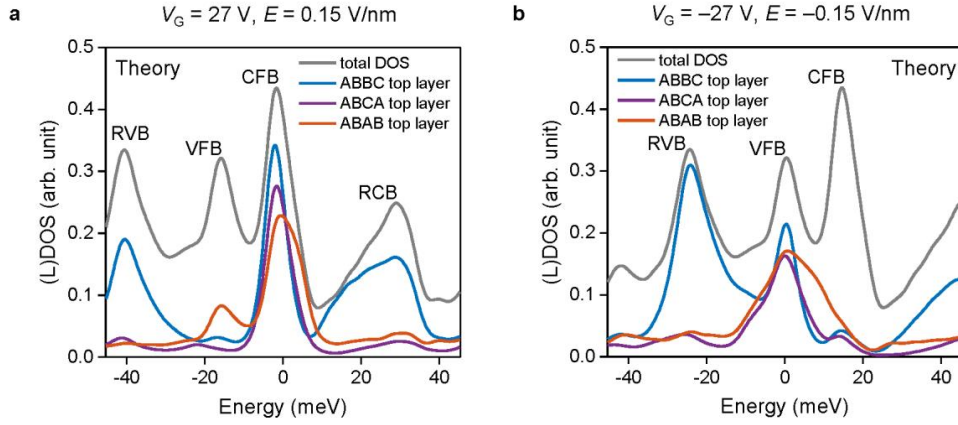 a
V_G = 27 V, E = 0.15 V/nm
Theory
total DOS
ABBC top layer
ABCA top layer
ABAB top layer
CFB
RVB
VFB
RCB
0.5
0.4
0.3
0.2
0.1
0.0
(L)DOS (arb. unit)
-40 -20 0 20 40
Energy (meV)
b
V_G = –27 V, E = –0.15 V/nm
Theory
total DOS
ABBC top layer
ABCA top layer
ABAB top layer
CFB
RVB
VFB
0.5
0.4
0.3
0.2
0.1
0.0
(L)DOS (arb. unit)
-40 -20 0 20 40
Energy (meV)